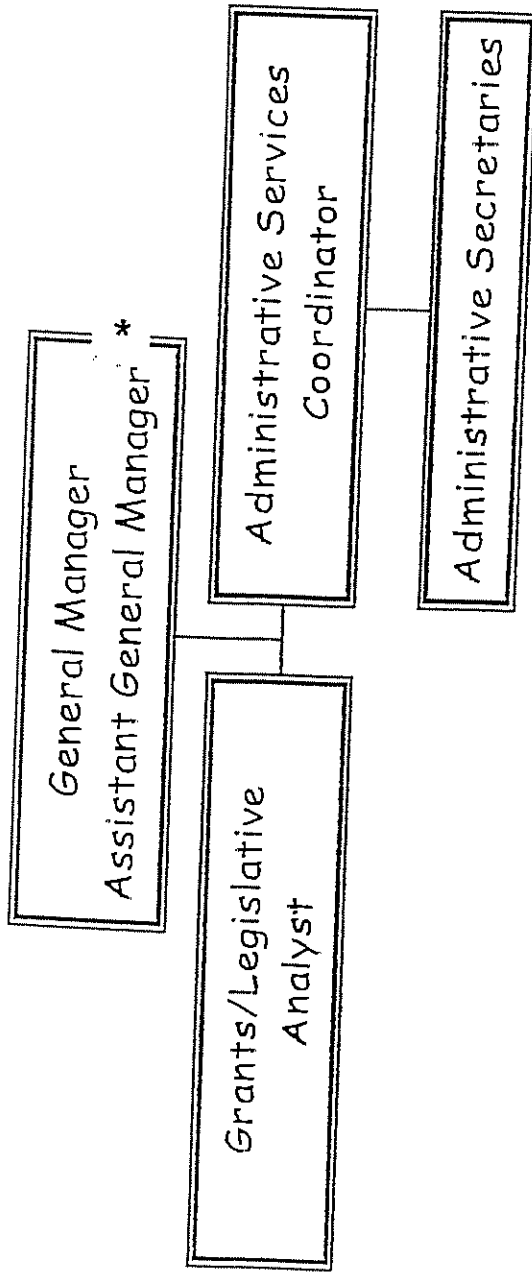 General Manager
Assistant General Manager *
Grants/Legislative
Analyst
Administrative Services
Coordinator
Administrative Secretaries